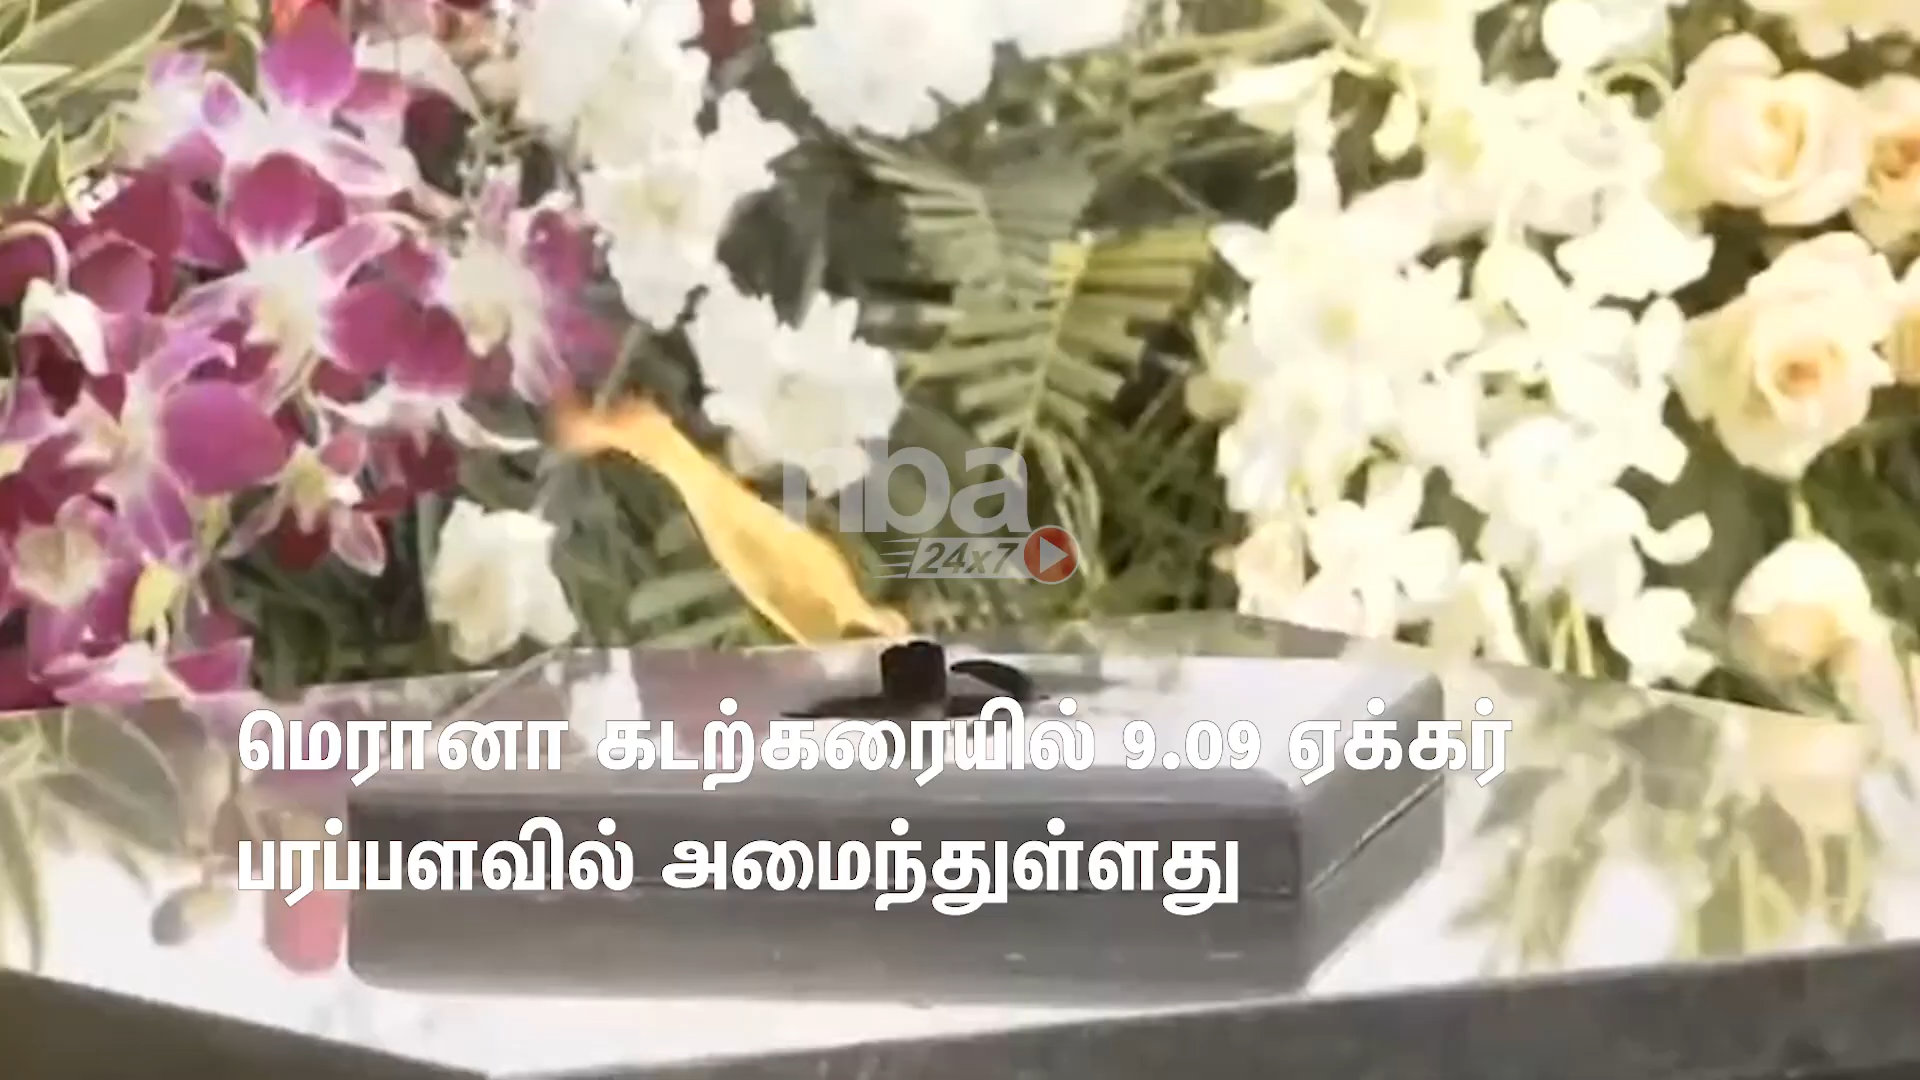 nba
24x7
மெரானா கடற்கரையில் 9.09 ஏக்கர்
பரப்பளவில் அமைந்துள்ளது